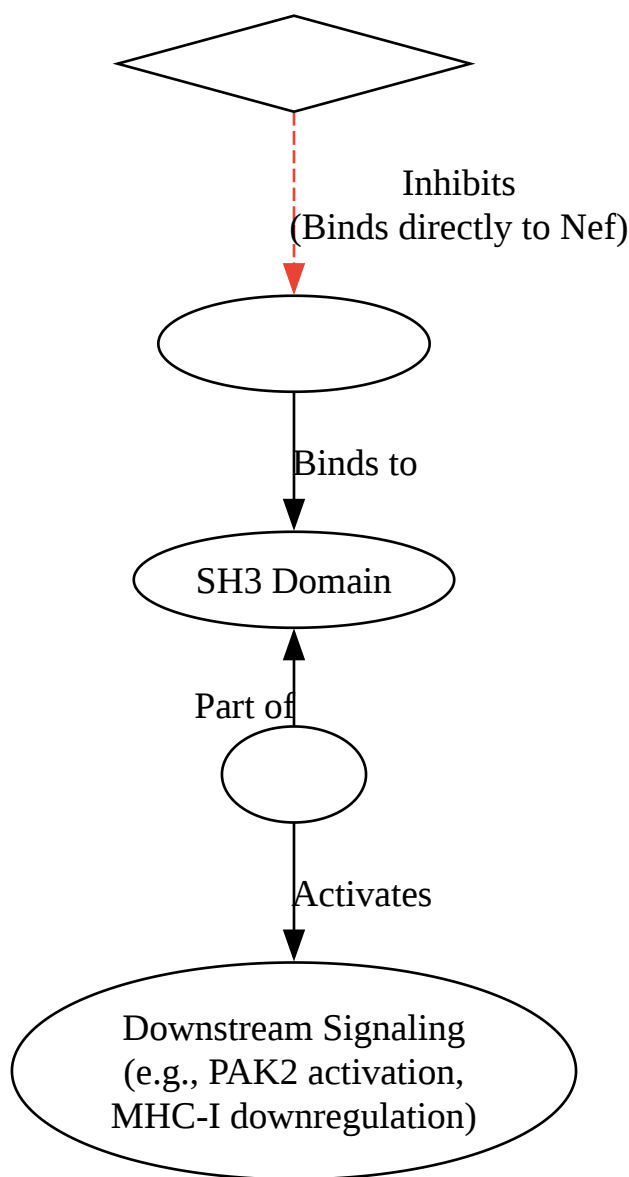 Inhibits
(Binds directly to Nef)
Binds to
SH3 Domain
Part of
Activates
Downstream Signaling
(e.g., PAK2 activation,
MHC-I downregulation)